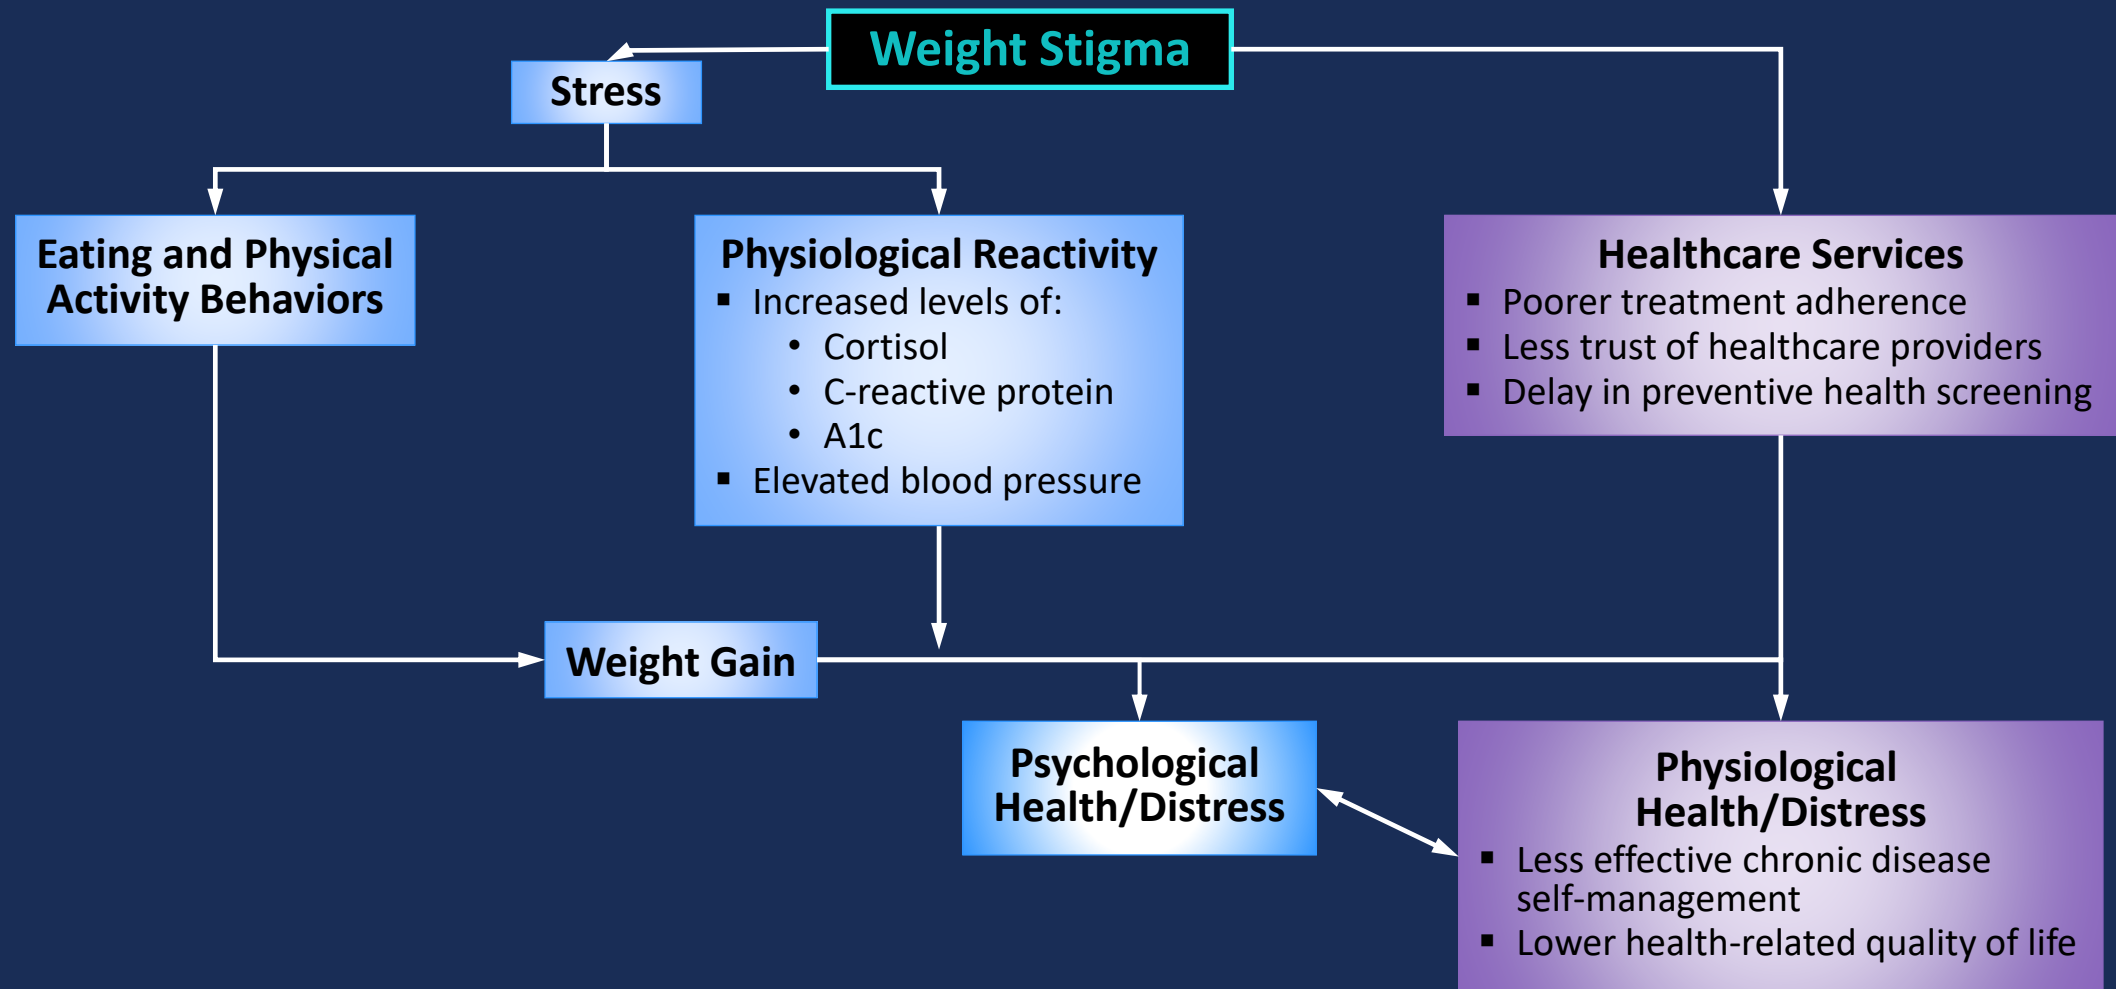 Weight Stigma
Stress
Eating and Physical
Activity Behaviors
Physiological Reactivity
▪ Increased levels of:
• Cortisol
• C-reactive protein
• A1c
▪ Elevated blood pressure
Healthcare Services
▪ Poorer treatment adherence
▪ Less trust of healthcare providers
▪ Delay in preventive health screening
Weight Gain
Psychological
Health/Distress
Physiological
Health/Distress
▪ Less effective chronic disease
self-management
▪ Lower health-related quality of life